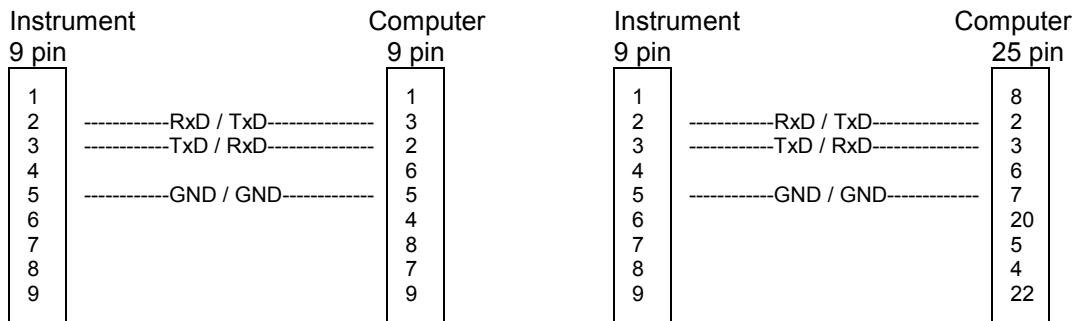 Instrument Computer Instrument Computer
9 pin 9 pin 9 pin 25 pin
1 1 1 8
2 ------------RxD / TxD--------------- 3 2 ------------RxD / TxD--------------- 2
3 ------------TxD / RxD--------------- 2 3 ------------TxD / RxD--------------- 3
4 6 4 6
5 ------------GND / GND------------- 5 5 ------------GND / GND------------- 7
6 4 6 20
7 8 7 5
8 7 8 4
9 9 9 22